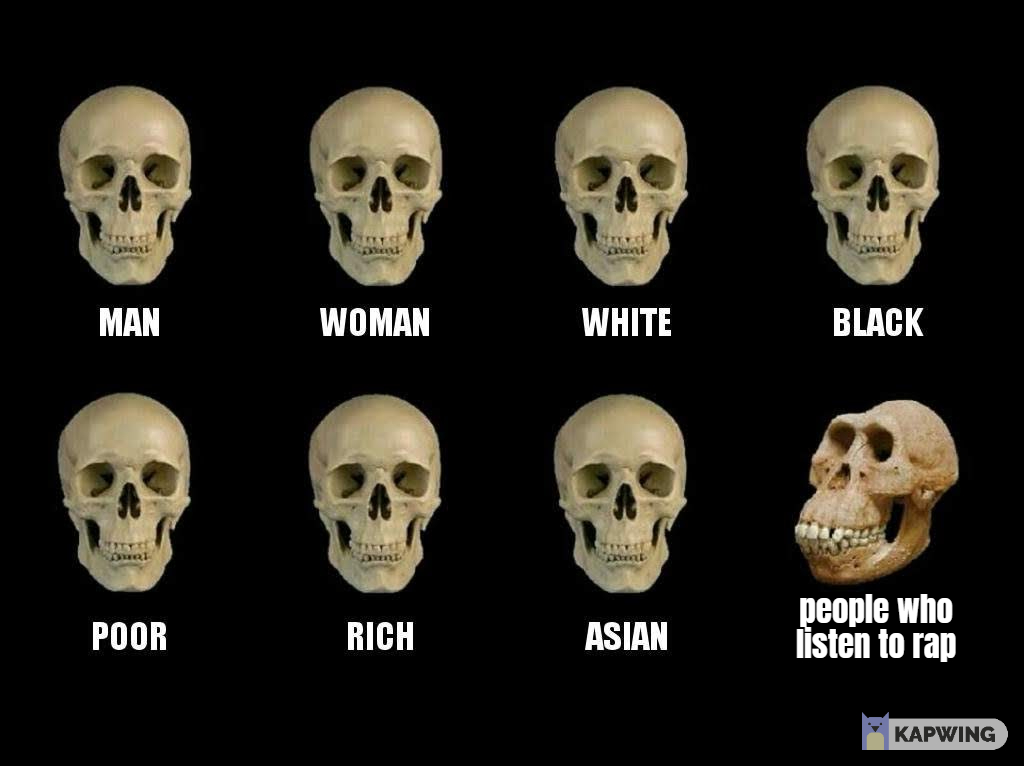 MAN
WOMAN
WHITE
BLACK
POOR
RICH
ASIAN
people who
listen to rap
KAPWING